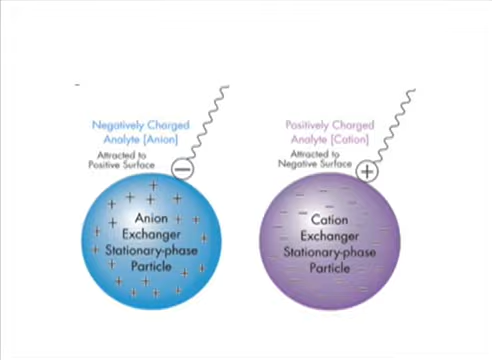 Negatively Charged
Analyte [Anion]
Attracted to
Positive Surface
Anion
Exchanger
Stationary-phase
Particle
Positively Charged
Analyte [Cation]
Attracted to
Negative Surface
Cation
Exchanger
Stationary-phase
Particle